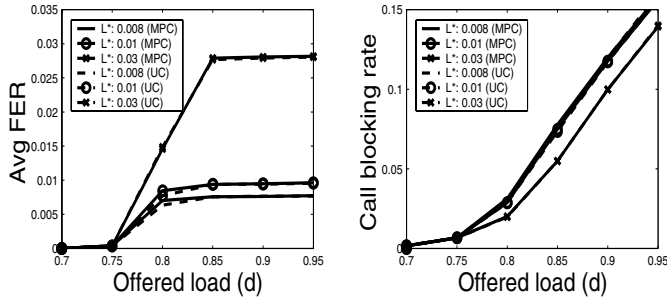 Avg FER
0.035
0.03
0.025
0.02
0.015
0.01
0.005
0
0.7
0.75
0.8
0.85
0.9
0.95
Offered load (d)
L*: 0.008 (MPC)
L*: 0.01 (MPC)
L*: 0.03 (MPC)
L*: 0.008 (UC)
L*: 0.01 (UC)
L*: 0.03 (UC)
Call blocking rate
0.15
0.1
0.05
0
0.7
0.75
0.8
0.85
0.9
0.95
Offered load (d)
L*: 0.008 (MPC)
L*: 0.01 (MPC)
L*: 0.03 (MPC)
L*: 0.008 (UC)
L*: 0.01 (UC)
L*: 0.03 (UC)